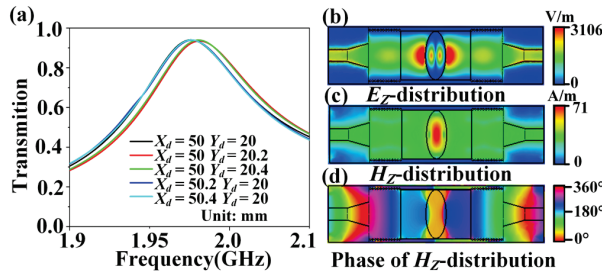 (a)
Transmition
1.0
0.8
0.6
0.4
0.2
0.0
X_d = 50 Y_d = 20
X_d = 50 Y_d = 20.2
X_d = 50 Y_d = 20.4
X_d = 50.2 Y_d = 20
X_d = 50.4 Y_d = 20
Unit: mm
1.9 1.95 2.0 2.1
Frequency(GHz)
(b)
V/m
3106
0
E_Z-distribution
(c)
A/m
71
0
H_Z-distribution
(d)
360°
180°
0°
Phase of H_Z-distribution